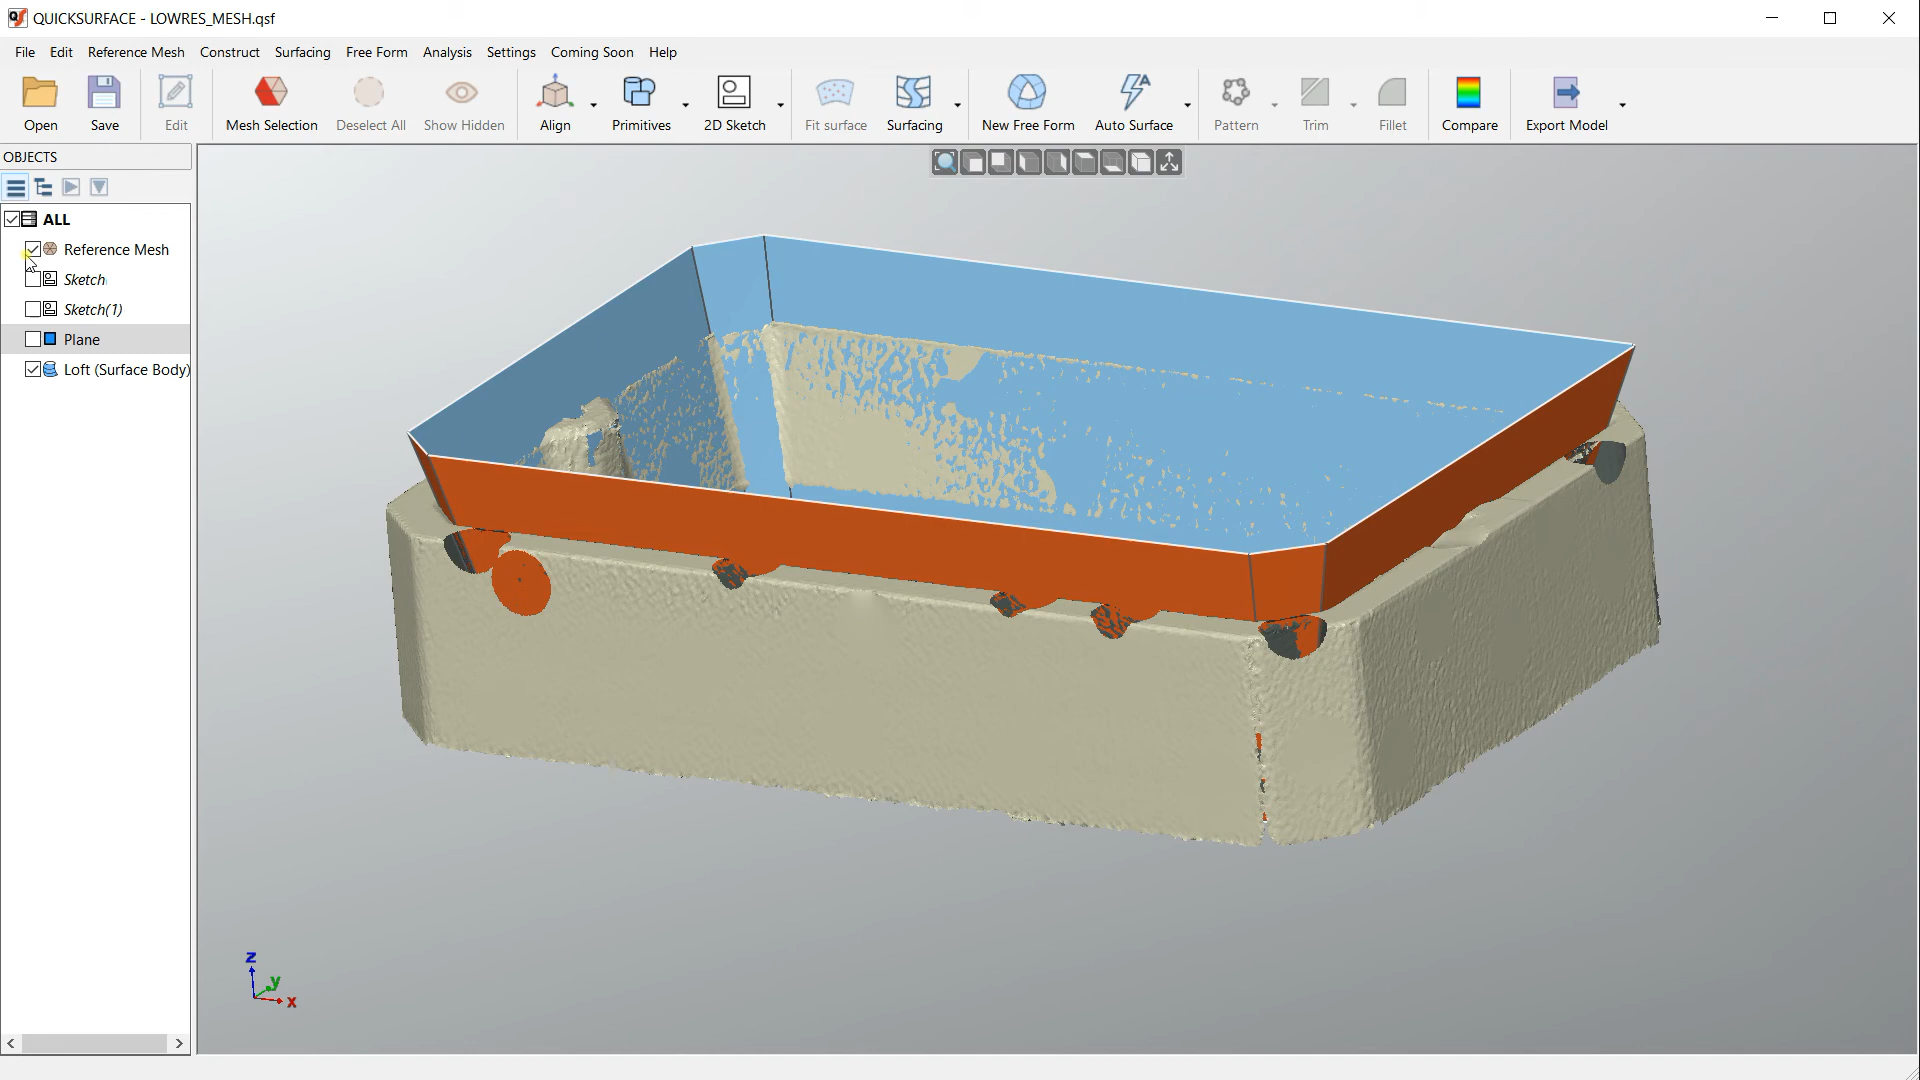 QUICKSURFACE - LOWRES_MESH.qsf
File Edit Reference Mesh Construct Surfacing Free Form Analysis Settings Coming Soon Help
Open Save Edit Mesh Selection Deselect All Show Hidden Align Primitives 2D Sketch Fit surface Surfacing New Free Form Auto Surface Pattern Trim Fillet Compare Export Model
OBJECTS
ALL
Reference Mesh
Sketch
Sketch(1)
Plane
Loft (Surface Body)
z
y
x